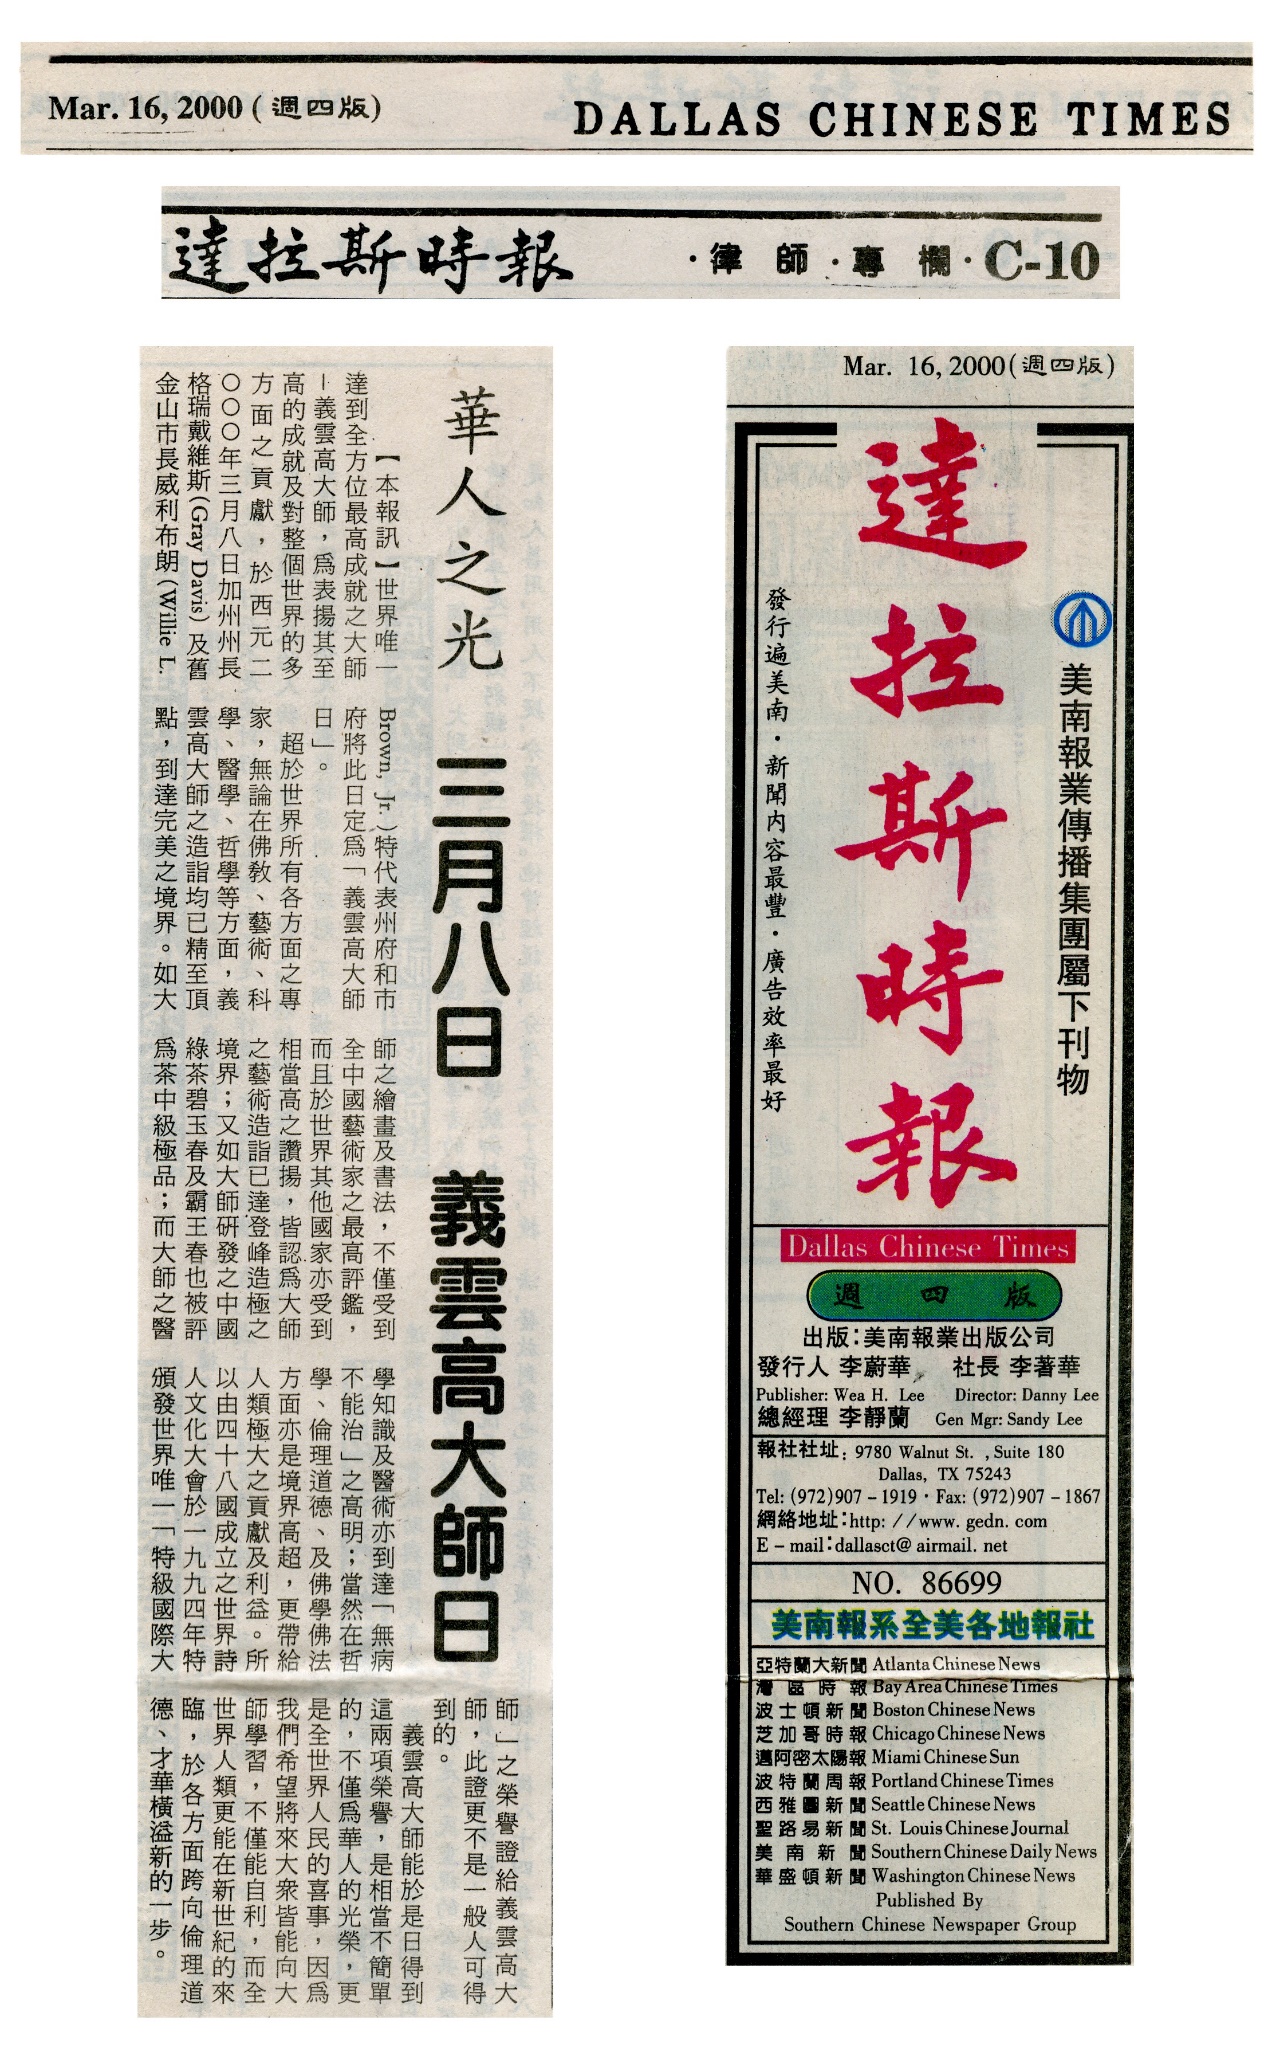 Mar. 16, 2000 (週四版)
DALLAS CHINESE TIMES
達拉斯時報
·律師·專欄· C-10
華人之光 三月八日 義雲高大師日
【本報訊】世界唯一
達到全方位最高成就之大師
－義雲高大師，爲表揚其至
高的成就及對整個世界的多
方面之貢獻，於西元二
○○○年三月八日加州州長
格瑞戴維斯(Gray Davis)及舊
金山市長威利布朗(Willie L.
Brown, Jr.)特代表州府和市
府將此日定爲「義雲高大師
日」。
超於世界所有各方面之專
家，無論在佛教、藝術、科
學、醫學、哲學等方面，義
雲高大師之造詣均已精至頂
點，到達完美之境界。如大
師之繪畫及書法，不僅受到
全中國藝術家之最高評鑑，
而且於世界其他國家亦受到
相當高之讚揚，皆認爲大師
之藝術造詣已達登峰造極之
境界；又如大師研發之中國
綠茶碧玉春及霸王春也被評
爲茶中級極品；而大師之醫
學知識及醫術亦到達「無病
不能治」之高明；當然在哲
學、倫理道德、及佛學佛法
方面亦是境界高超，更帶給
人類極大之貢獻及利益。所
以由四十八國成立之世界詩
人文化大會於一九九四年特
頒發世界唯一「特級國際大
師」之榮譽證給義雲高大
師，此證更不是一般人可得
到的。
義雲高大師能於是日得到
這兩項榮譽，是相當不簡單
的，不僅爲華人的光榮，更
是全世界人民的喜事，因爲
我們希望將來大衆皆能向大
師學習，不僅能自利，而全
世界人類更能在新世紀的來
臨，於各方面跨向倫理道
德、才華橫溢新的一步。
Mar. 16, 2000(週四版)
美南報業傳播集團屬下刊物
達拉斯時報
發行遍美南·新聞內容最豐·廣告效率最好
Dallas Chinese Times
週四版
出版：美南報業出版公司
發行人 李蔚華 社長 李著華
Publisher: Wea H. Lee Director: Danny Lee
總經理 李靜蘭 Gen Mgr: Sandy Lee
報社社址：9780 Walnut St. , Suite 180
Dallas, TX 75243
Tel: (972)907－1919·Fax: (972)907－1867
網絡地址：http: //www. gedn. com
E－mail：dallasct@ airmail. net
NO. 86699
美南報系全美各地報社
亞特蘭大新聞 Atlanta Chinese News
灣區時報 Bay Area Chinese Times
波士頓新聞 Boston Chinese News
芝加哥時報 Chicago Chinese News
邁阿密太陽報 Miami Chinese Sun
波特蘭周報 Portland Chinese Times
西雅圖新聞 Seattle Chinese News
聖路易新聞 St. Louis Chinese Journal
美南新聞 Southern Chinese Daily News
華盛頓新聞 Washington Chinese News
Published By
Southern Chinese Newspaper Group